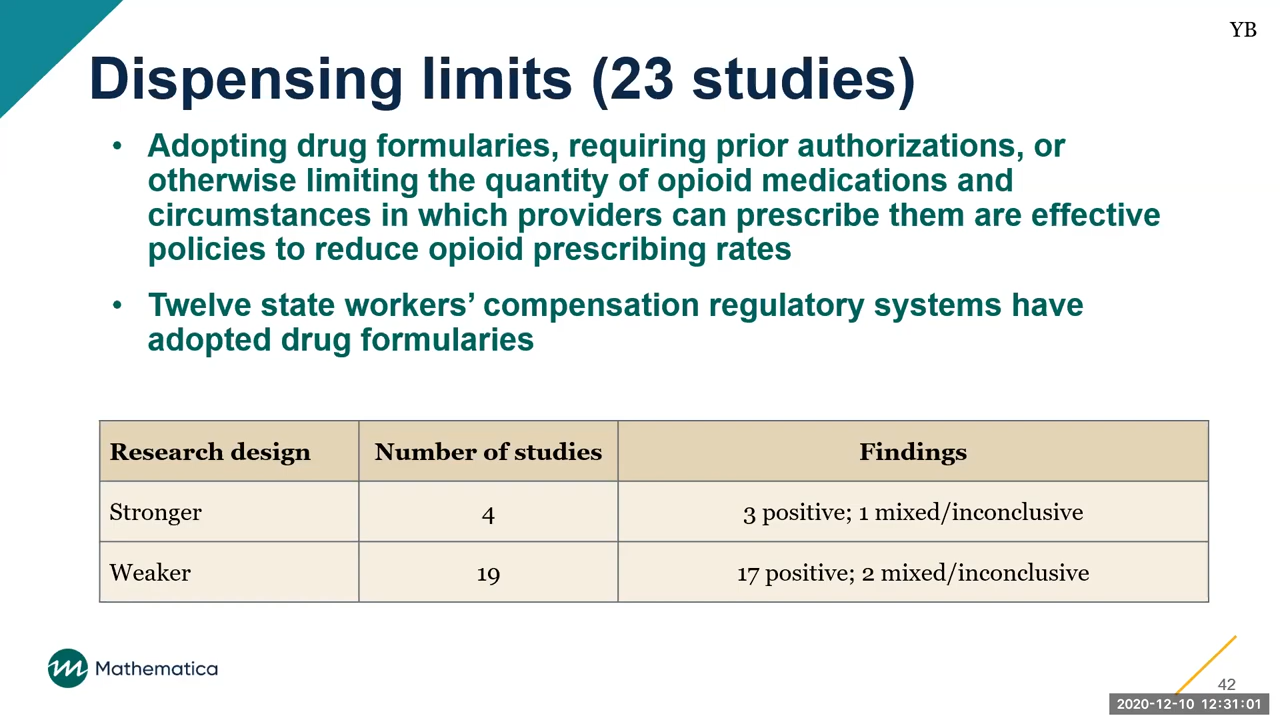 YB
Dispensing limits (23 studies)
• Adopting drug formularies, requiring prior authorizations, or
otherwise limiting the quantity of opioid medications and
circumstances in which providers can prescribe them are effective
policies to reduce opioid prescribing rates
• Twelve state workers’ compensation regulatory systems have
adopted drug formularies
Research design Number of studies Findings
Stronger 4 3 positive; 1 mixed/inconclusive
Weaker 19 17 positive; 2 mixed/inconclusive
Mathematica
42
2020-12-10 12:31:01